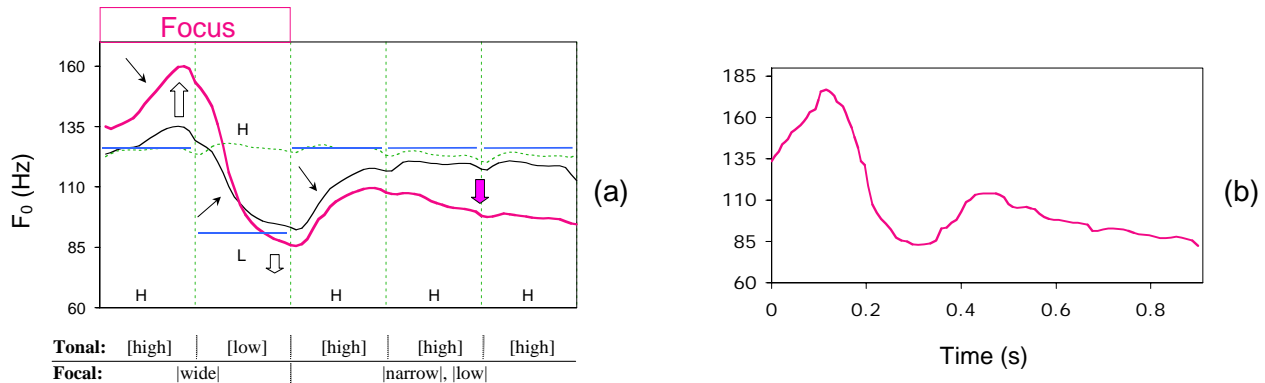 Focus
160
135
110
85
60
F0 (Hz)
H
L
H H H H
(a)
Tonal: [high] [low] [high] [high] [high]
Focal: |wide| |narrow|, |low|
185
160
135
110
85
60
0 0.2 0.4 0.6 0.8
Time (s)
(b)